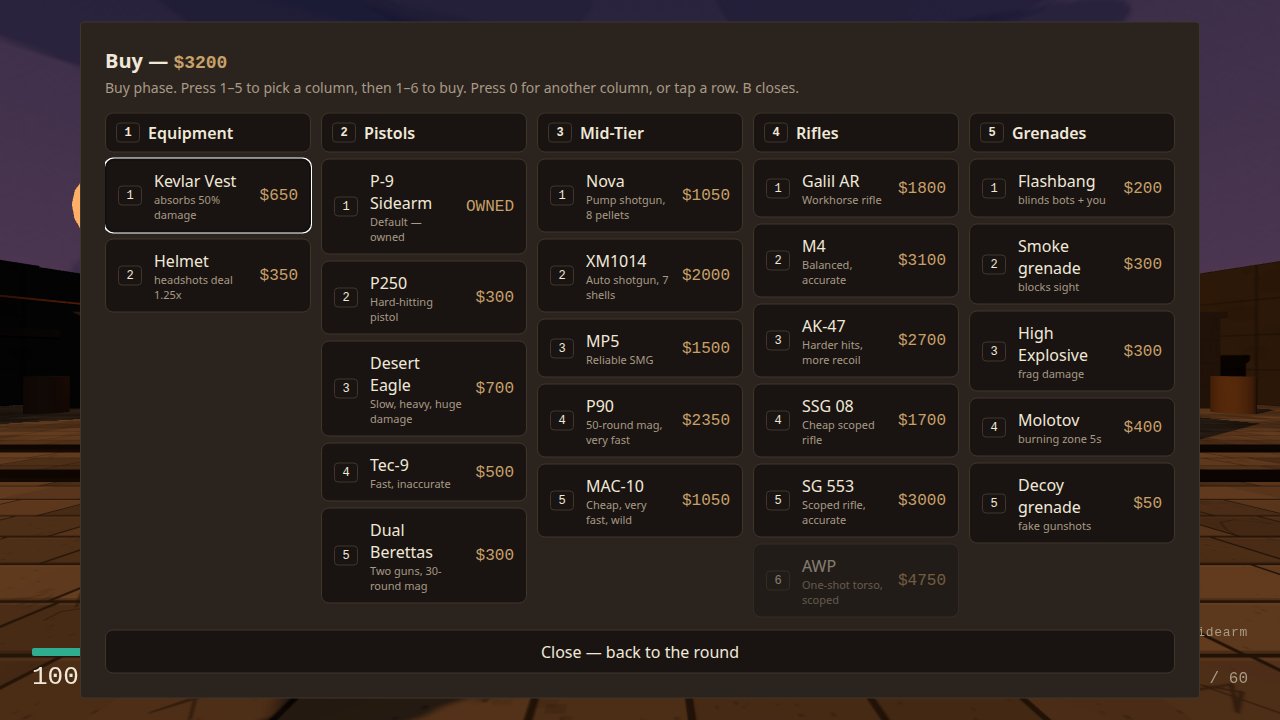 Buy — $3200
Buy phase. Press 1–5 to pick a column, then 1–6 to buy. Press 0 for another column, or tap a row. B closes.
1 Equipment
1 Kevlar Vest $650
absorbs 50%
damage
2 Helmet $350
headshots deal
1.25x
2 Pistols
1 P-9
Sidearm OWNED
Default —
owned
2 P250 $300
Hard-hitting
pistol
3 Desert
Eagle $700
Slow, heavy, huge
damage
4 Tec-9 $500
Fast, inaccurate
5 Dual
Berettas $300
Two guns, 30-
round mag
3 Mid-Tier
1 Nova $1050
Pump shotgun,
8 pellets
2 XM1014 $2000
Auto shotgun, 7
shells
3 MP5 $1500
Reliable SMG
4 P90 $2350
50-round mag,
very fast
5 MAC-10 $1050
Cheap, very
fast, wild
4 Rifles
1 Galil AR $1800
Workhorse rifle
2 M4 $3100
Balanced,
accurate
3 AK-47 $2700
Harder hits,
more recoil
4 SSG 08 $1700
Cheap scoped
rifle
5 SG 553 $3000
Scoped rifle,
accurate
6 AWP $4750
One-shot torso,
scoped
5 Grenades
1 Flashbang $200
blinds bots + you
2 Smoke
grenade $300
blocks sight
3 High
Explosive $300
frag damage
4 Molotov $400
burning zone 5s
5 Decoy
grenade $50
fake gunshots
Close — back to the round
100
idearm
/ 60